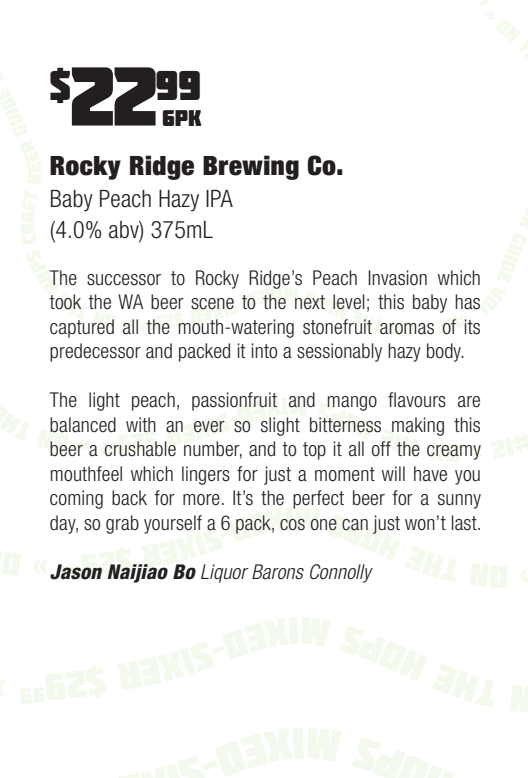 $22 99
6PK
Rocky Ridge Brewing Co.
Baby Peach Hazy IPA
(4.0% abv) 375mL
The successor to Rocky Ridge’s Peach Invasion which
took the WA beer scene to the next level; this baby has
captured all the mouth-watering stonefruit aromas of its
predecessor and packed it into a sessionably hazy body.
The light peach, passionfruit and mango flavours are
balanced with an ever so slight bitterness making this
beer a crushable number, and to top it all off the creamy
mouthfeel which lingers for just a moment will have you
coming back for more. It’s the perfect beer for a sunny
day, so grab yourself a 6 pack, cos one can just won’t last.
Jason Naijiao Bo Liquor Barons Connolly